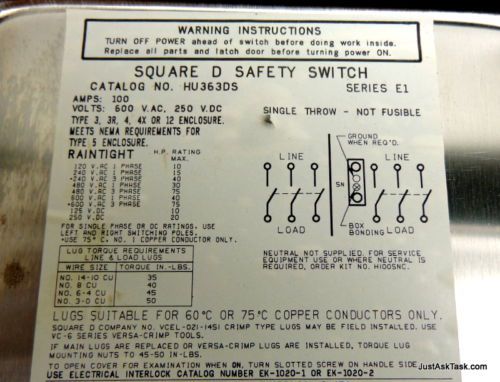 WARNING INSTRUCTIONS
TURN OFF POWER ahead of switch before doing work inside.
Replace all parts and latch door before turning power ON.
SQUARE D SAFETY SWITCH
CATALOG NO. HU363DS SERIES E1
AMPS: 100
VOLTS: 600 V.AC, 250 V.DC
TYPE 3, 3R, 4, 4X OR 12 ENCLOSURE.
MEETS NEMA REQUIREMENTS FOR
TYPE 5 ENCLOSURE.
RAINTIGHT
H.P. RATING
MAX.
120 V.AC 1 PHASE 10
-240 V.AC 1 PHASE 15
-240 V.AC 3 PHASE 40
480 V.AC 1 PHASE 30
480 V.AC 3 PHASE 75
-600 V.AC 1 PHASE 40
-600 V.AC 3 PHASE 75
125 V.DC 10
250 V.DC 20
FOR SINGLE PHASE OR DC RATINGS, USE
LEFT AND RIGHT SWITCHING POLES.
-USE 75° C. NO. 1 COPPER CONDUCTOR ONLY.
SINGLE THROW - NOT FUSIBLE
GROUND
WHEN REQ'D.
LINE
LINE
SN
LOAD
BOX
BONDING
LOAD
NEUTRAL NOT SUPPLIED. FOR SERVICE
EQUIPMENT USE OR WHERE NEUTRAL IS
REQUIRED, ORDER KIT NO. H100SNC.
LUG TORQUE REQUIREMENTS
LINE & LOAD LUGS
WIRE SIZE TORQUE IN.-LBS.
NO. 14-10 CU 35
NO. 8 CU 40
NO. 6-4 CU 45
NO. 3-0 CU 50
LUGS SUITABLE FOR 60°C OR 75°C COPPER CONDUCTORS ONLY.
SQUARE D COMPANY NO. VCEL-021-14S1 CRIMP TYPE LUGS MAY BE FIELD INSTALLED. USE
VC-6 SERIES VERSA-CRIMP TOOLS.
IF MAIN LUGS ARE REMOVED OR VERSA-CRIMP LUGS ARE INSTALLED, TORQUE LUG
MOUNTING NUTS TO 45-50 IN-LBS.
TO OPEN COVER FOR EXAMINATION WHEN ON, TURN SLOTTED SCREW ON HANDLE SIDE
USE ELECTRICAL INTERLOCK CATALOG NUMBER EK-1020-1 OR EK-1020-2
JustAskTask.com